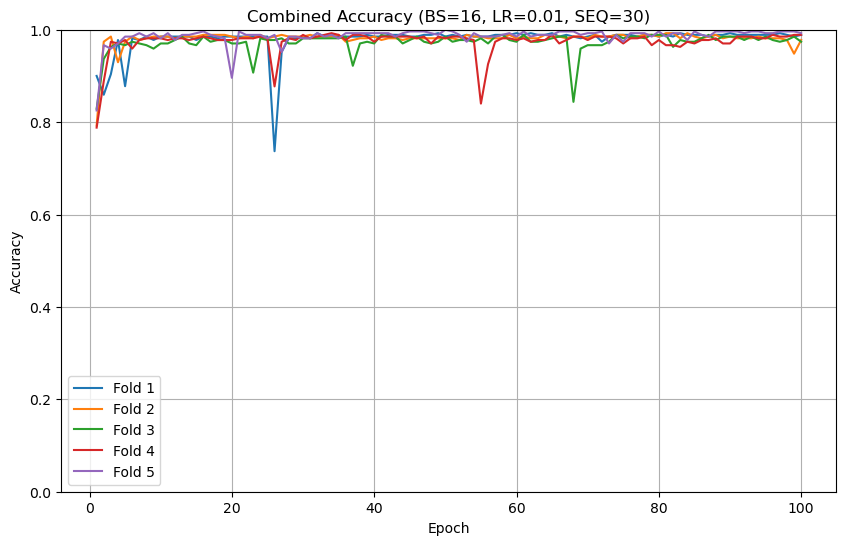 Combined Accuracy (BS=16, LR=0.01, SEQ=30)
1.0
0.8
0.6
0.4
0.2
0.0
Accuracy
Fold 1
Fold 2
Fold 3
Fold 4
Fold 5
0 20 40 60 80 100
Epoch